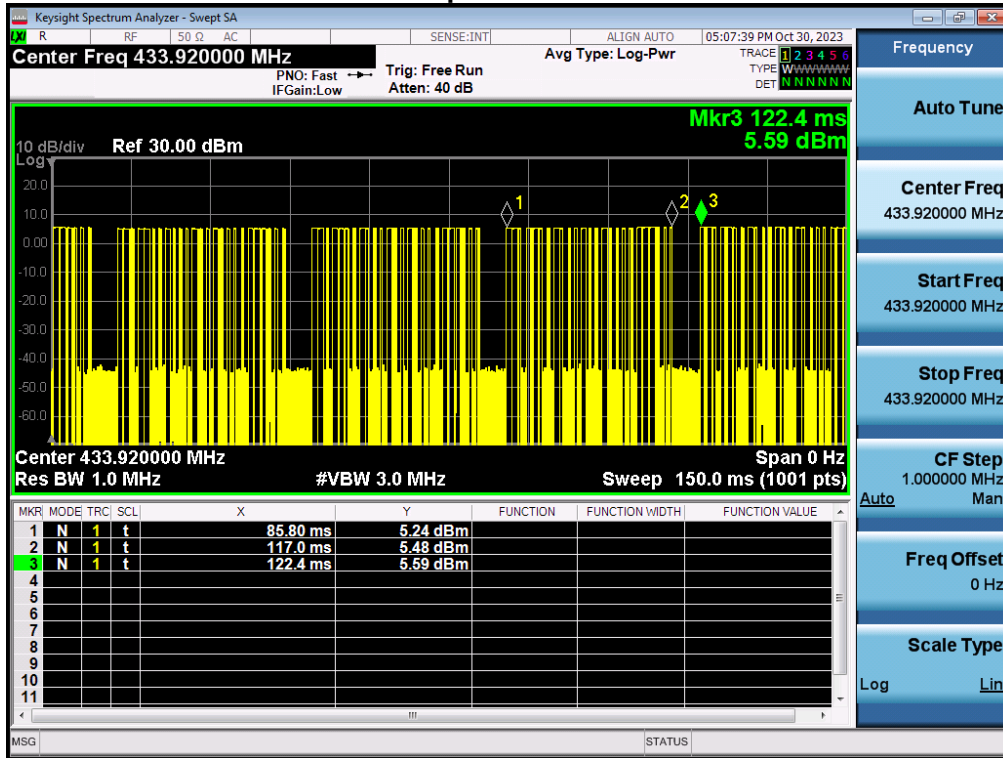 Keysight Spectrum Analyzer - Swept SA
LXI R RF 50 Ω AC SENSE:INT ALIGN AUTO 05:07:39 PM Oct 30, 2023
Center Freq 433.920000 MHz
PNO: Fast
IFGain:Low
Trig: Free Run
Atten: 40 dB
Avg Type: Log-Pwr
TRACE 1 2 3 4 5 6
TYPE WWWWWWW
DET N N N N N N
Mkr3 122.4 ms
5.59 dBm
10 dB/div Ref 30.00 dBm
Log
20.0
10.0
0.00
-10.0
-20.0
-30.0
-40.0
-50.0
-60.0
1
2
3
Center 433.920000 MHz Span 0 Hz
Res BW 1.0 MHz #VBW 3.0 MHz Sweep 150.0 ms (1001 pts)
MKR MODE TRC SCL X Y FUNCTION FUNCTION WIDTH FUNCTION VALUE
1 N 1 t 85.80 ms 5.24 dBm
2 N 1 t 117.0 ms 5.48 dBm
3 N 1 t 122.4 ms 5.59 dBm
4
5
6
7
8
9
10
11
MSG STATUS
Frequency
Auto Tune
Center Freq
433.920000 MHz
Start Freq
433.920000 MHz
Stop Freq
433.920000 MHz
CF Step
1.000000 MHz
Auto Man
Freq Offset
0 Hz
Scale Type
Log Lin